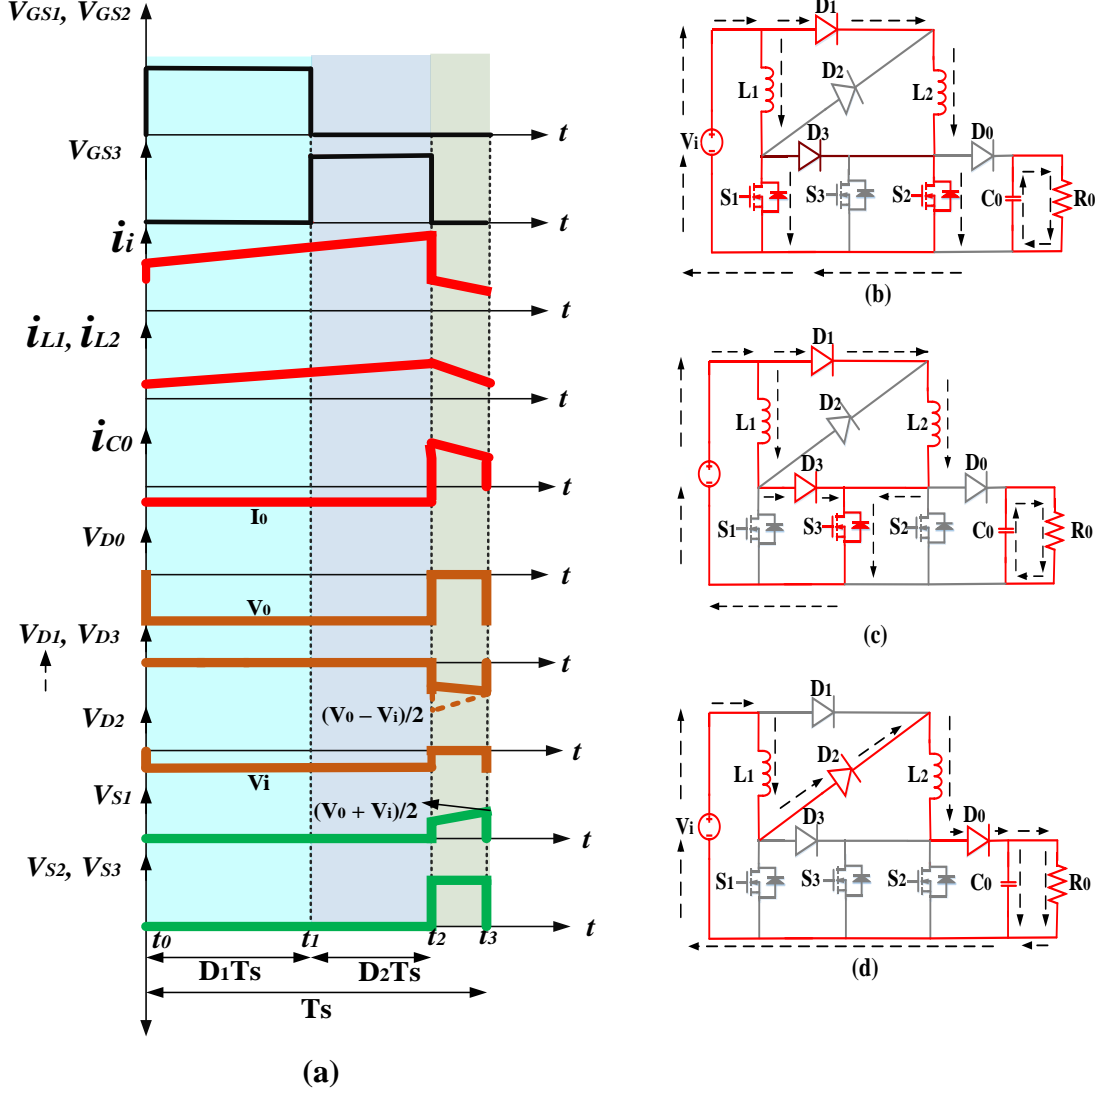 VGS1, VGS2
t
VGS3
t
ii
t
iL1, iL2
t
iC0
I0
t
VD0
V0
t
VD1, VD3
(V0 – Vi)/2
t
VD2
Vi
t
VS1
(V0 + Vi)/2
t
VS2, VS3
t
t0 t1 t2 t3
D1Ts D2Ts
Ts
(a)
D1
D2
L1 L2
Vi D3 D0
S1 S3 S2 C0 R0
(b)
D1
D2
L1 L2
D3 D0
S1 S3 S2 C0 R0
(c)
D1
D2
L1 L2
Vi D3 D0
S1 S3 S2 C0 R0
(d)